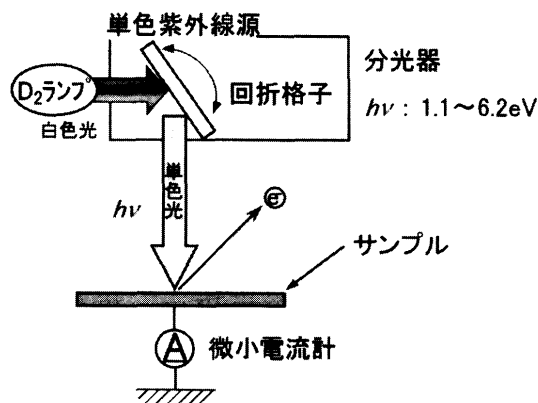 単色紫外線源
D₂ランプ
白色光
回折格子
分光器
hν : 1.1～6.2eV
単色光
hν
e
サンプル
A
微小電流計